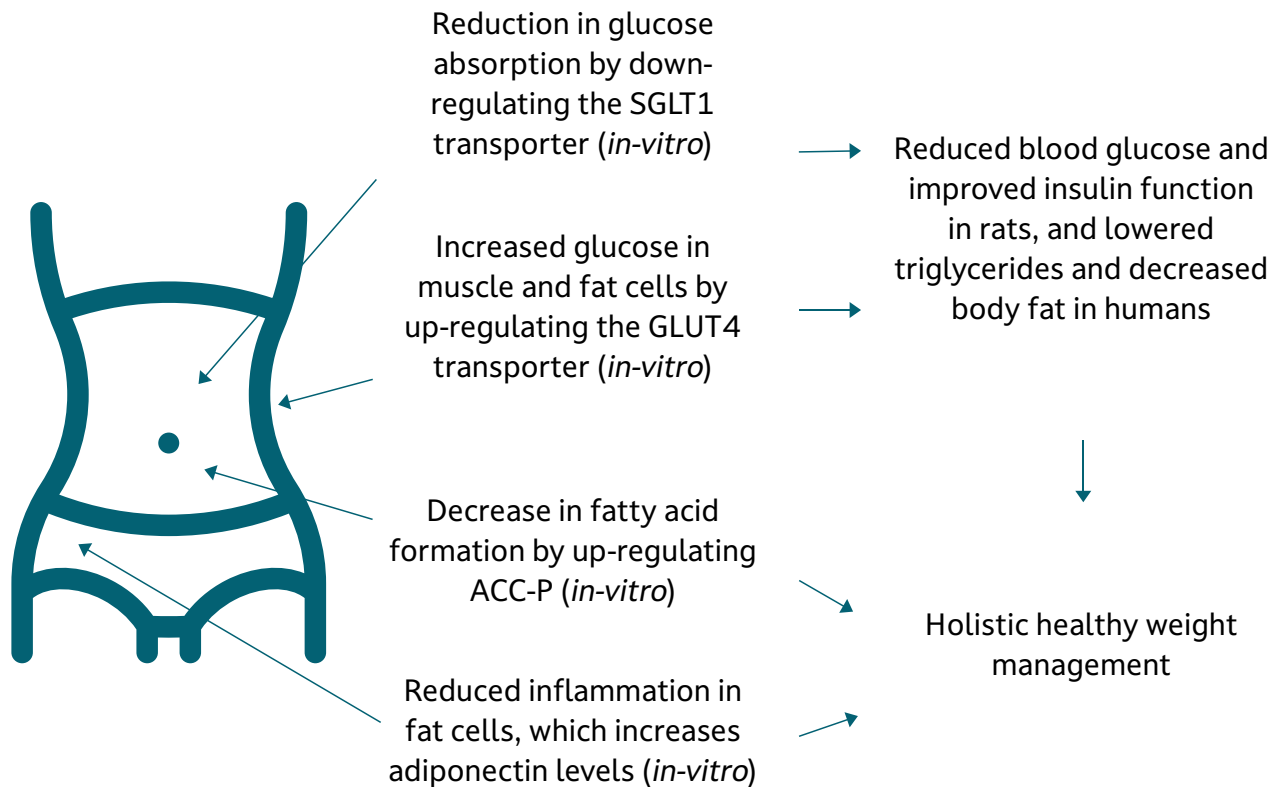 Reduction in glucose
absorption by down-
regulating the SGLT1
transporter (in-vitro)
Increased glucose in
muscle and fat cells by
up-regulating the GLUT4
transporter (in-vitro)
Decrease in fatty acid
formation by up-regulating
ACC-P (in-vitro)
Reduced inflammation in
fat cells, which increases
adiponectin levels (in-vitro)
Reduced blood glucose and
improved insulin function
in rats, and lowered
triglycerides and decreased
body fat in humans
Holistic healthy weight
management